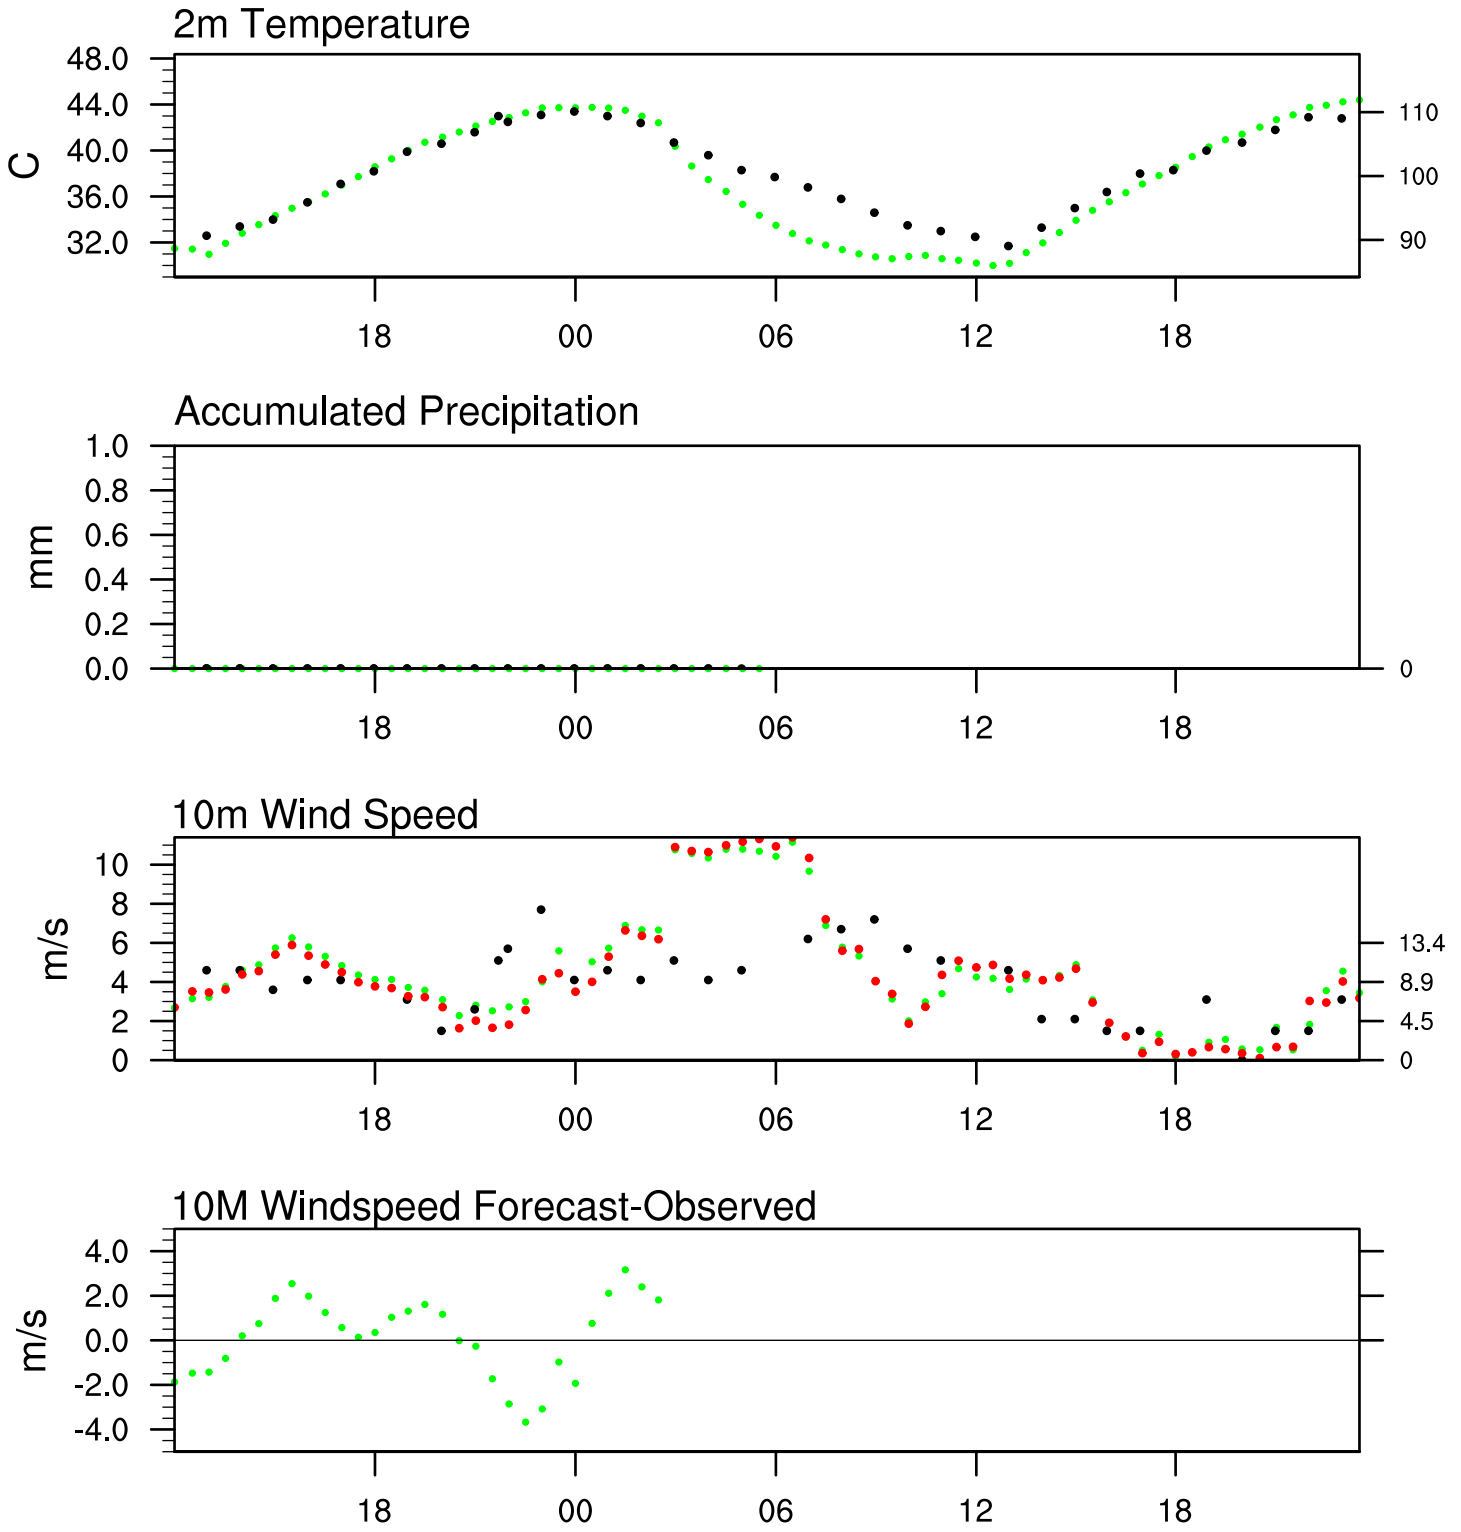 2m Temperature
48.0
44.0
40.0
36.0
32.0
C
110
100
90
18 00 06 12 18
Accumulated Precipitation
1.0
0.8
0.6
0.4
0.2
0.0
mm
0
18 00 06 12 18
10m Wind Speed
10
8
6
4
2
0
m/s
13.4
8.9
4.5
0
18 00 06 12 18
10M Windspeed Forecast-Observed
4.0
2.0
0.0
-2.0
-4.0
m/s
18 00 06 12 18